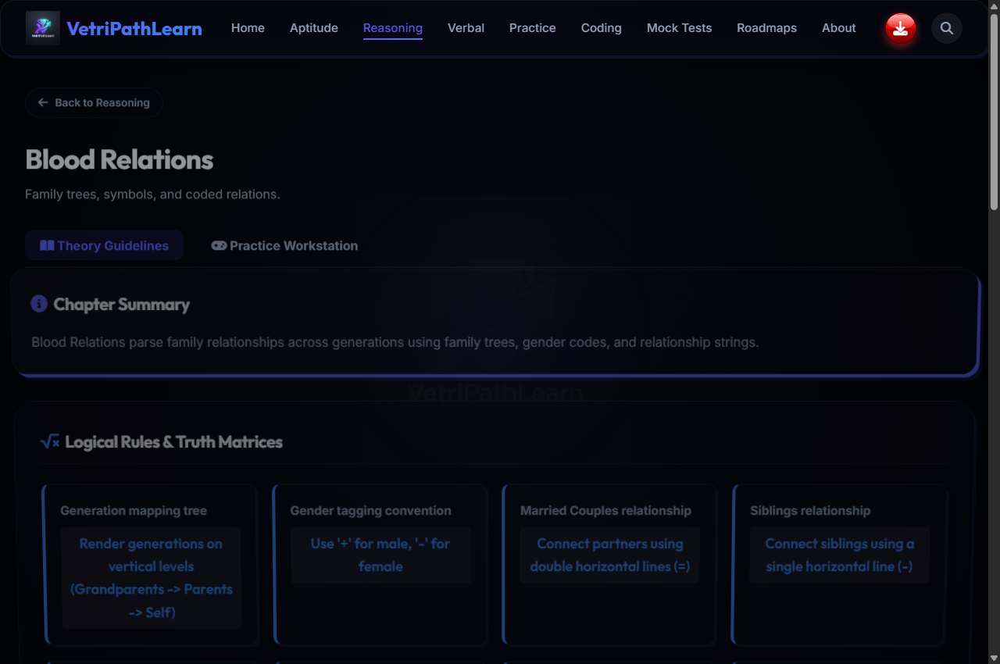 VetriPathLearn
VetriPathLearn
Home
Aptitude
Reasoning
Verbal
Practice
Coding
Mock Tests
Roadmaps
About
Back to Reasoning
Blood Relations
Family trees, symbols, and coded relations.
Theory Guidelines
Practice Workstation
Chapter Summary
Blood Relations parse family relationships across generations using family trees, gender codes, and relationship strings.
VetriPathLearn
Logical Rules & Truth Matrices
Generation mapping tree
Render generations on
vertical levels
(Grandparents -> Parents
-> Self)
Gender tagging convention
Use '+' for male, '-' for
female
Married Couples relationship
Connect partners using
double horizontal lines (=)
Siblings relationship
Connect siblings using a
single horizontal line (-)